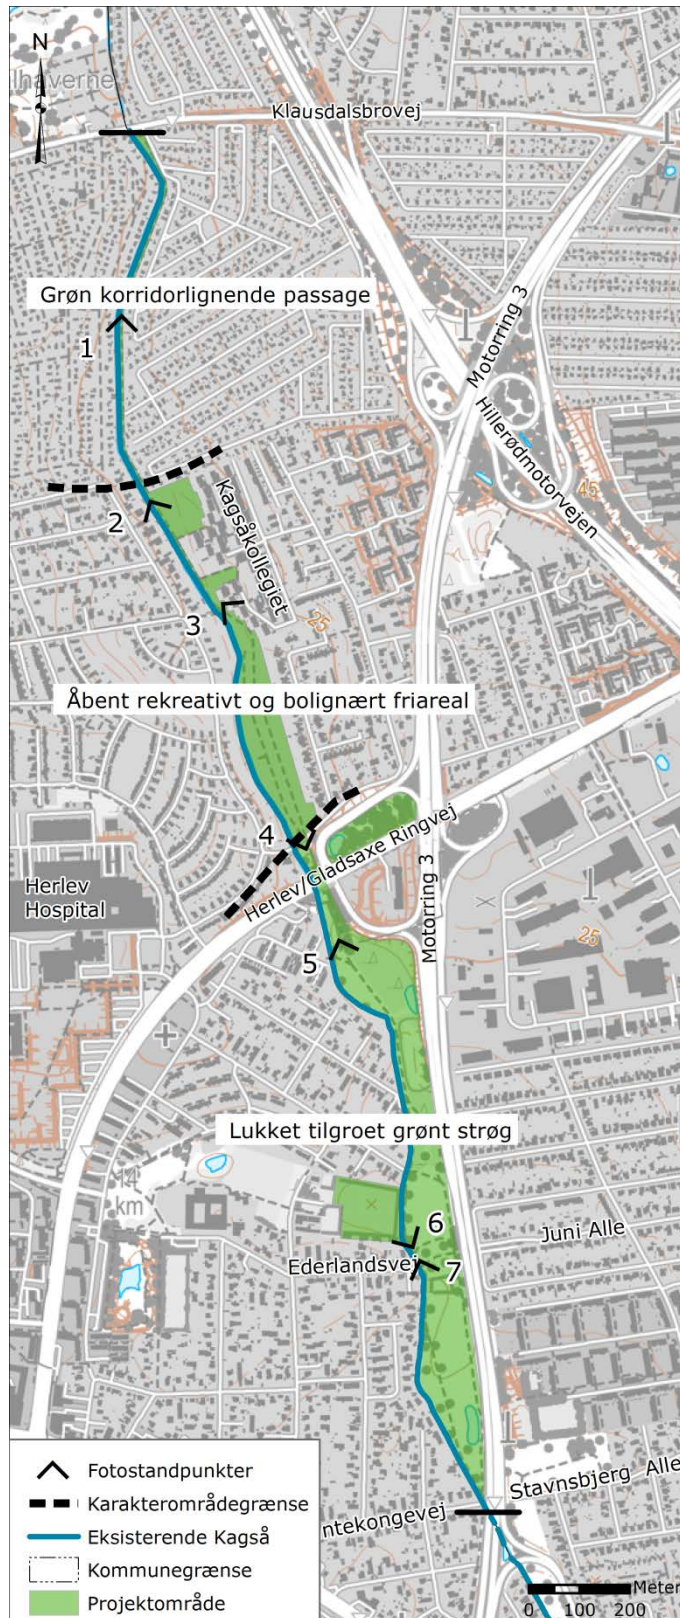 N
lhaverne
Klausdalsbrovej
Grøn korridorlignende passage
1
Motorring 3
Hillerødmotorvejen
45
2
Kagsåkollegiet
3
25
Åbent rekreativt og bolignært friareal
4
Herlev/Gladsaxe Ringvej
Herlev
Hospital
Motorring 3
25
5
Lukket tilgroet grønt strøg
14
km
6
Juni Alle
Ederlandsvej
7
Stavnsbjerg Alle
ntekongevej
Fotostandpunkter
Karakterområdegrænse
Eksisterende Kagså
Kommunegrænse
Projektområde
Meter
0 100 200